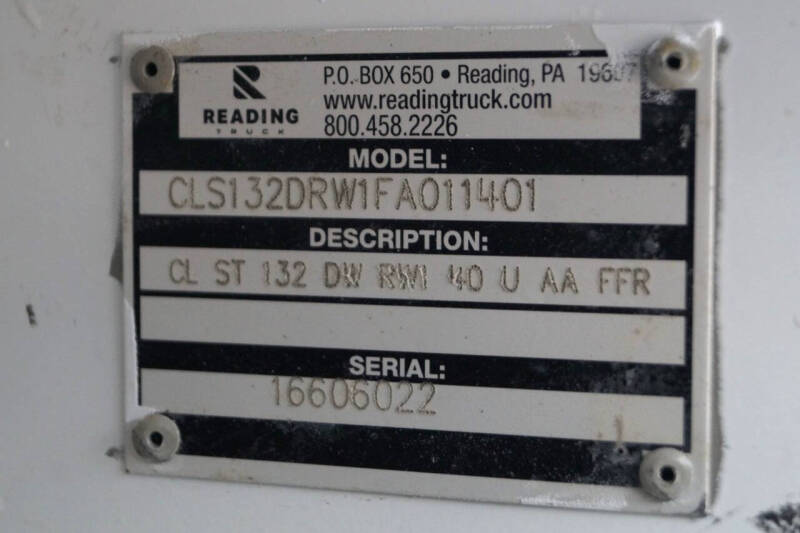 R
READING
TRUCK
P.O. BOX 650 • Reading, PA 19607
www.readingtruck.com
800.458.2226
MODEL:
CLS132DRW1FA011401
DESCRIPTION:
CL ST 132 DW RW1 40 U AA FFR
SERIAL:
16606022